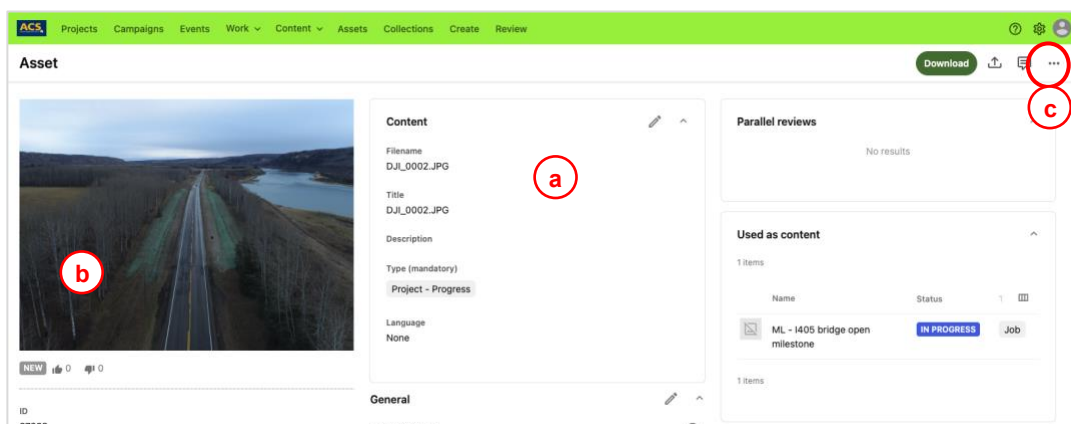 ACS Projects Campaigns Events Work Content Assets Collections Create Review
Asset
Download
c
Content
Filename
DJI_0002.JPG
a
Title
DJI_0002.JPG
Description
Type (mandatory)
Project - Progress
Language
None
b
NEW 0 0
ID
General
Parallel reviews
No results
Used as content
1 items
Name Status
ML - I405 bridge open
milestone
IN PROGRESS
Job
1 items